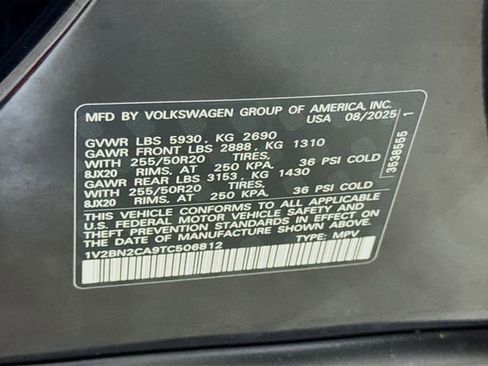 MFD BY VOLKSWAGEN GROUP OF AMERICA, INC.
USA 08/2025
GVWR LBS 5930, KG 2690
GAWR FRONT LBS 2888, KG 1310
WITH 255/50R20 TIRES,
8JX20 RIMS, AT 250 KPA, 36 PSI COLD
GAWR REAR LBS 3153, KG 1430
WITH 255/50R20 TIRES,
8JX20 RIMS, AT 250 KPA, 36 PSI COLD
THIS VEHICLE CONFORMS TO ALL APPLICABLE
U.S. FEDERAL MOTOR VEHICLE SAFETY AND
THEFT PREVENTION STANDARDS IN EFFECT ON
THE DATE OF MANUFACTURE SHOWN ABOVE.
1V2BN2CA9TC506812 TYPE: MPV
3538555 1